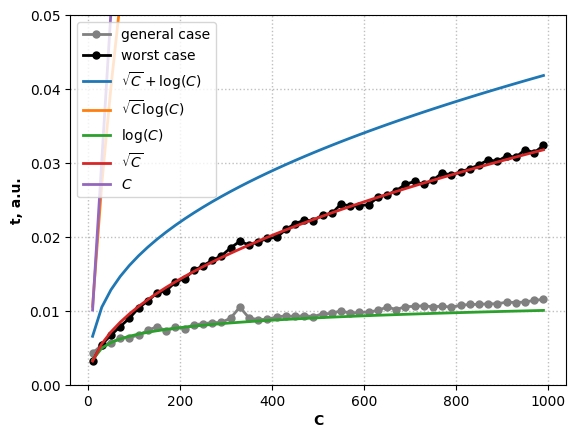 0.05
0.04
0.03
0.02
0.01
0.00
t, a.u.
general case
worst case
√C + log(C)
√C log(C)
log(C)
√C
C
0 200 400 600 800 1000
C